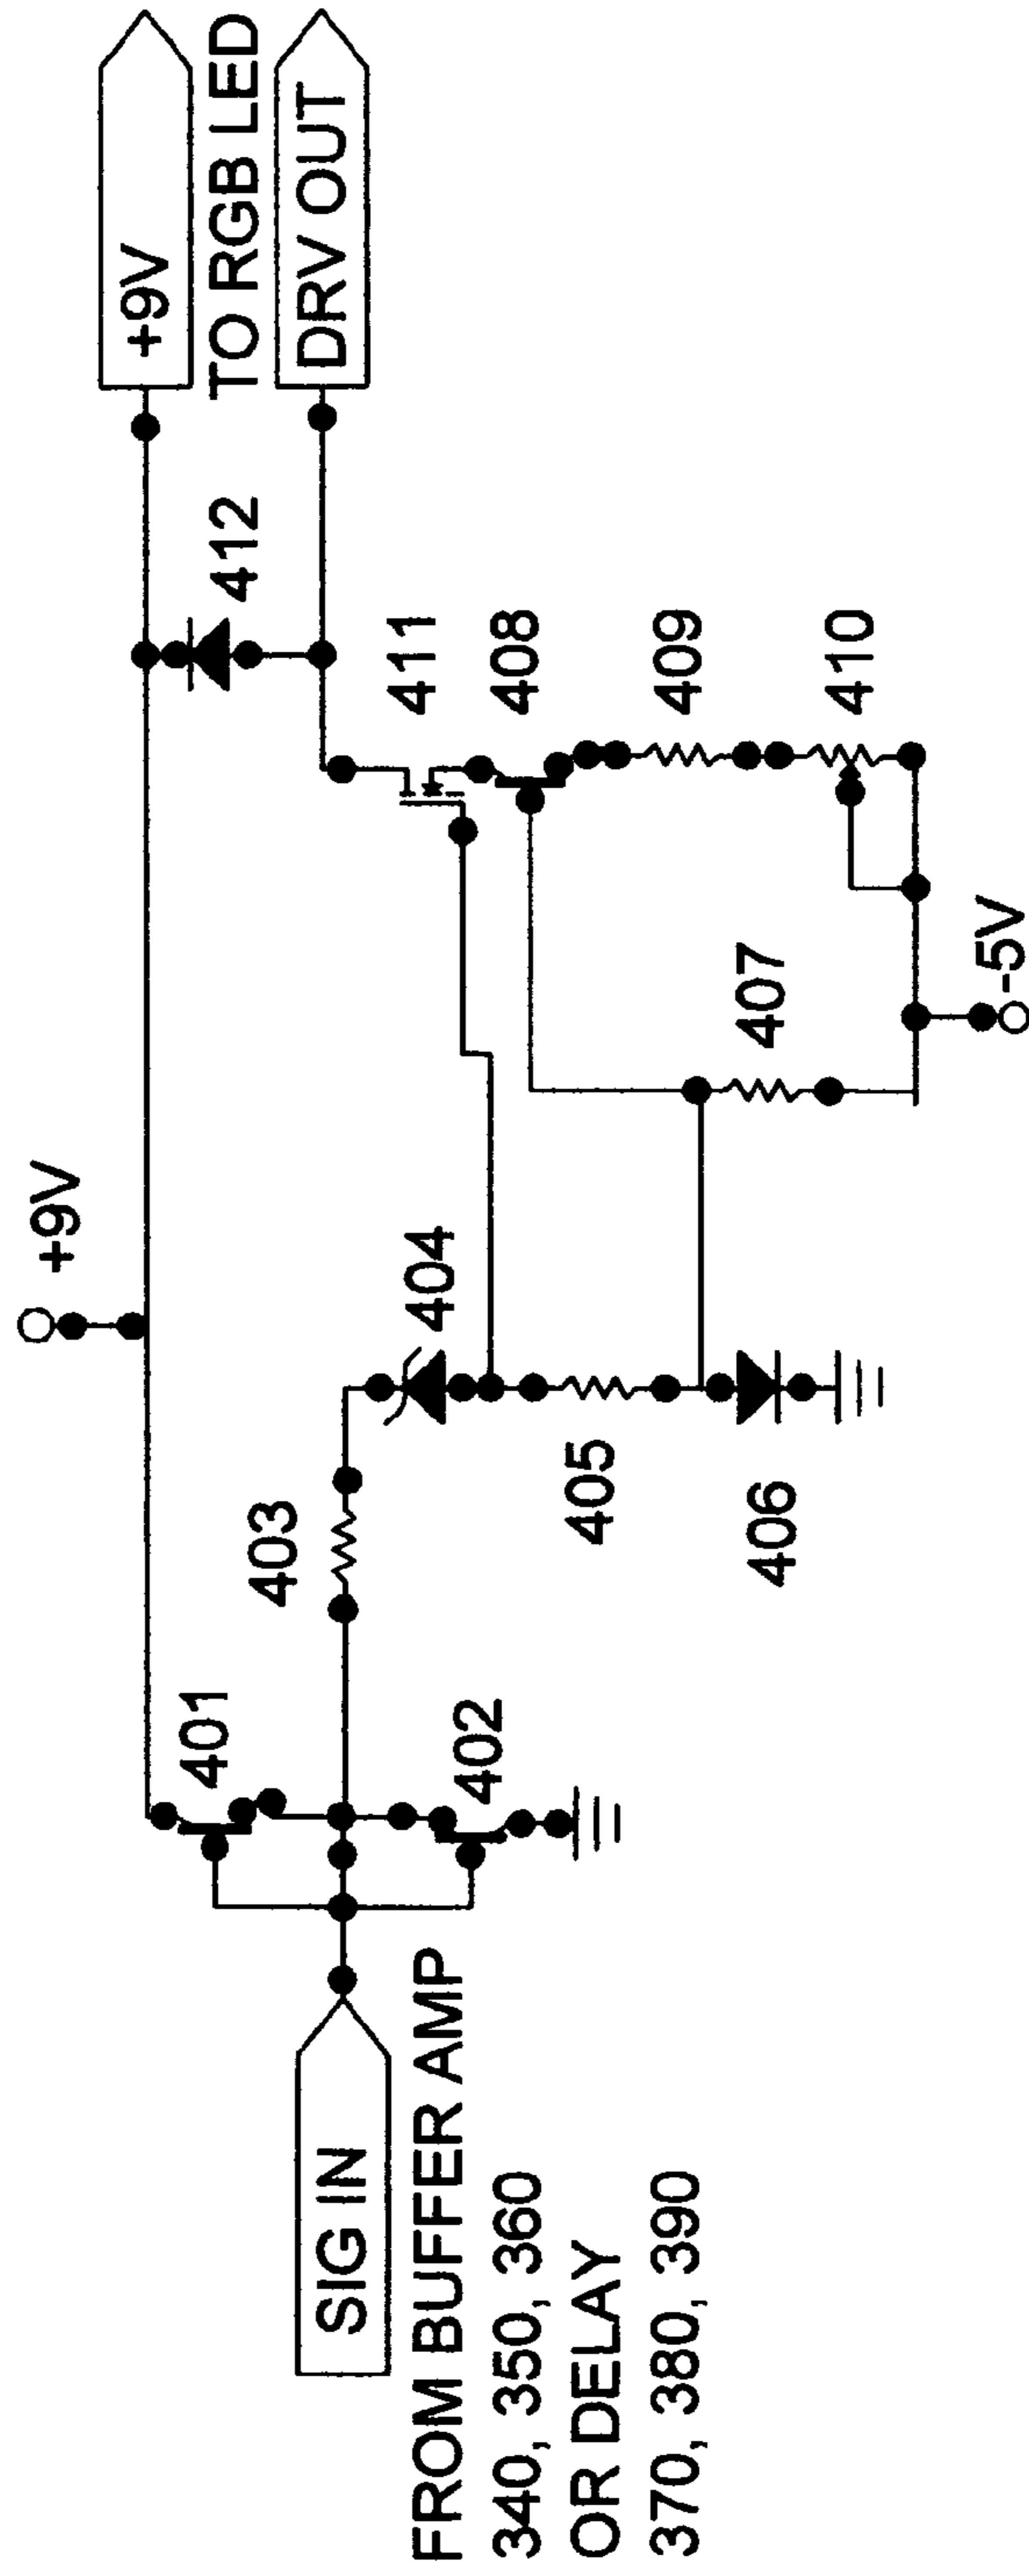 +9V
+9V
TO RGB LED
DRV OUT
401
403
404
412
411
408
409
410
SIG IN
FROM BUFFER AMP
340, 350, 360
OR DELAY
370, 380, 390
402
405
406
407
-5V